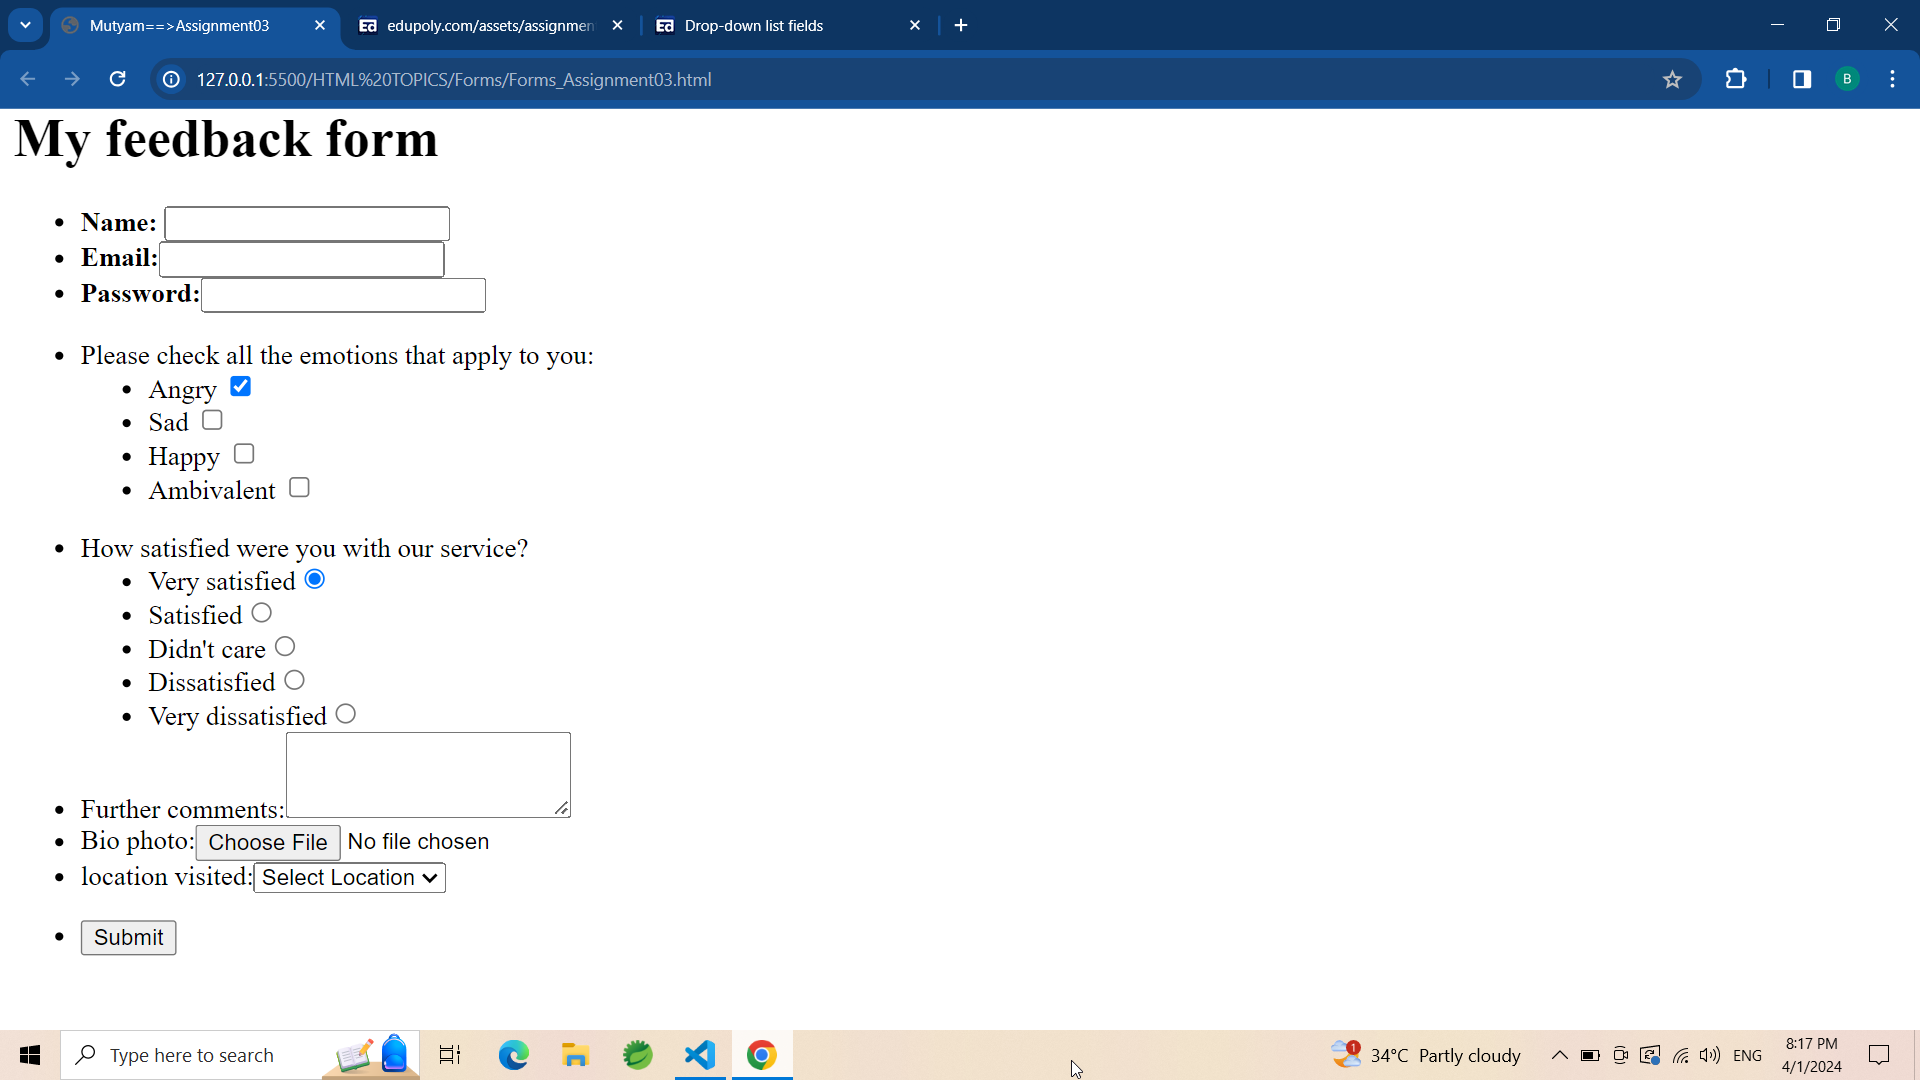 Mutyam==>Assignment03
edupoly.com/assets/assignmen
Drop-down list fields
127.0.0.1:5500/HTML%20TOPICS/Forms/Forms_Assignment03.html
B
My feedback form
Name:
Email:
Password:
Please check all the emotions that apply to you:
Angry
Sad
Happy
Ambivalent
How satisfied were you with our service?
Very satisfied
Satisfied
Didn't care
Dissatisfied
Very dissatisfied
Further comments:
Bio photo: Choose File No file chosen
location visited: Select Location
Submit
Type here to search
1
34°C Partly cloudy
ENG
8:17 PM
4/1/2024